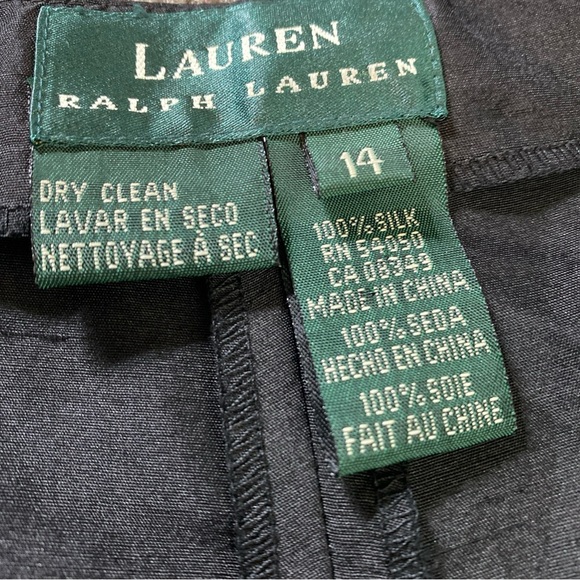 LAUREN
RALPH LAUREN
DRY CLEAN
LAVAR EN SECO
NETTOYAGE À SEC
14
100% SILK
RN 54050
CA 08949
MADE IN CHINA
100% SEDA
HECHO EN CHINA
100% SOIE
FAIT AU CHINE